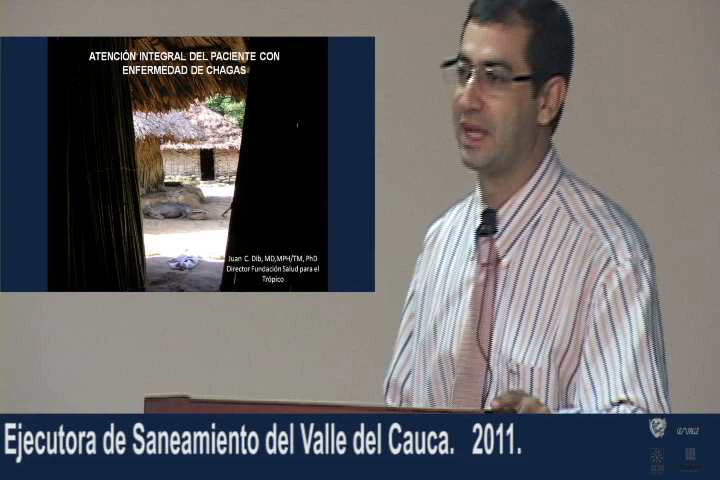 ATENCIÓN INTEGRAL DEL PACIENTE CON
ENFERMEDAD DE CHAGAS
Juan C. Dib, MD,MPH/TM, PhD
Director Fundación Salud para el
Trópico
Ejecutora de Saneamiento del Valle del Cauca. 2011.